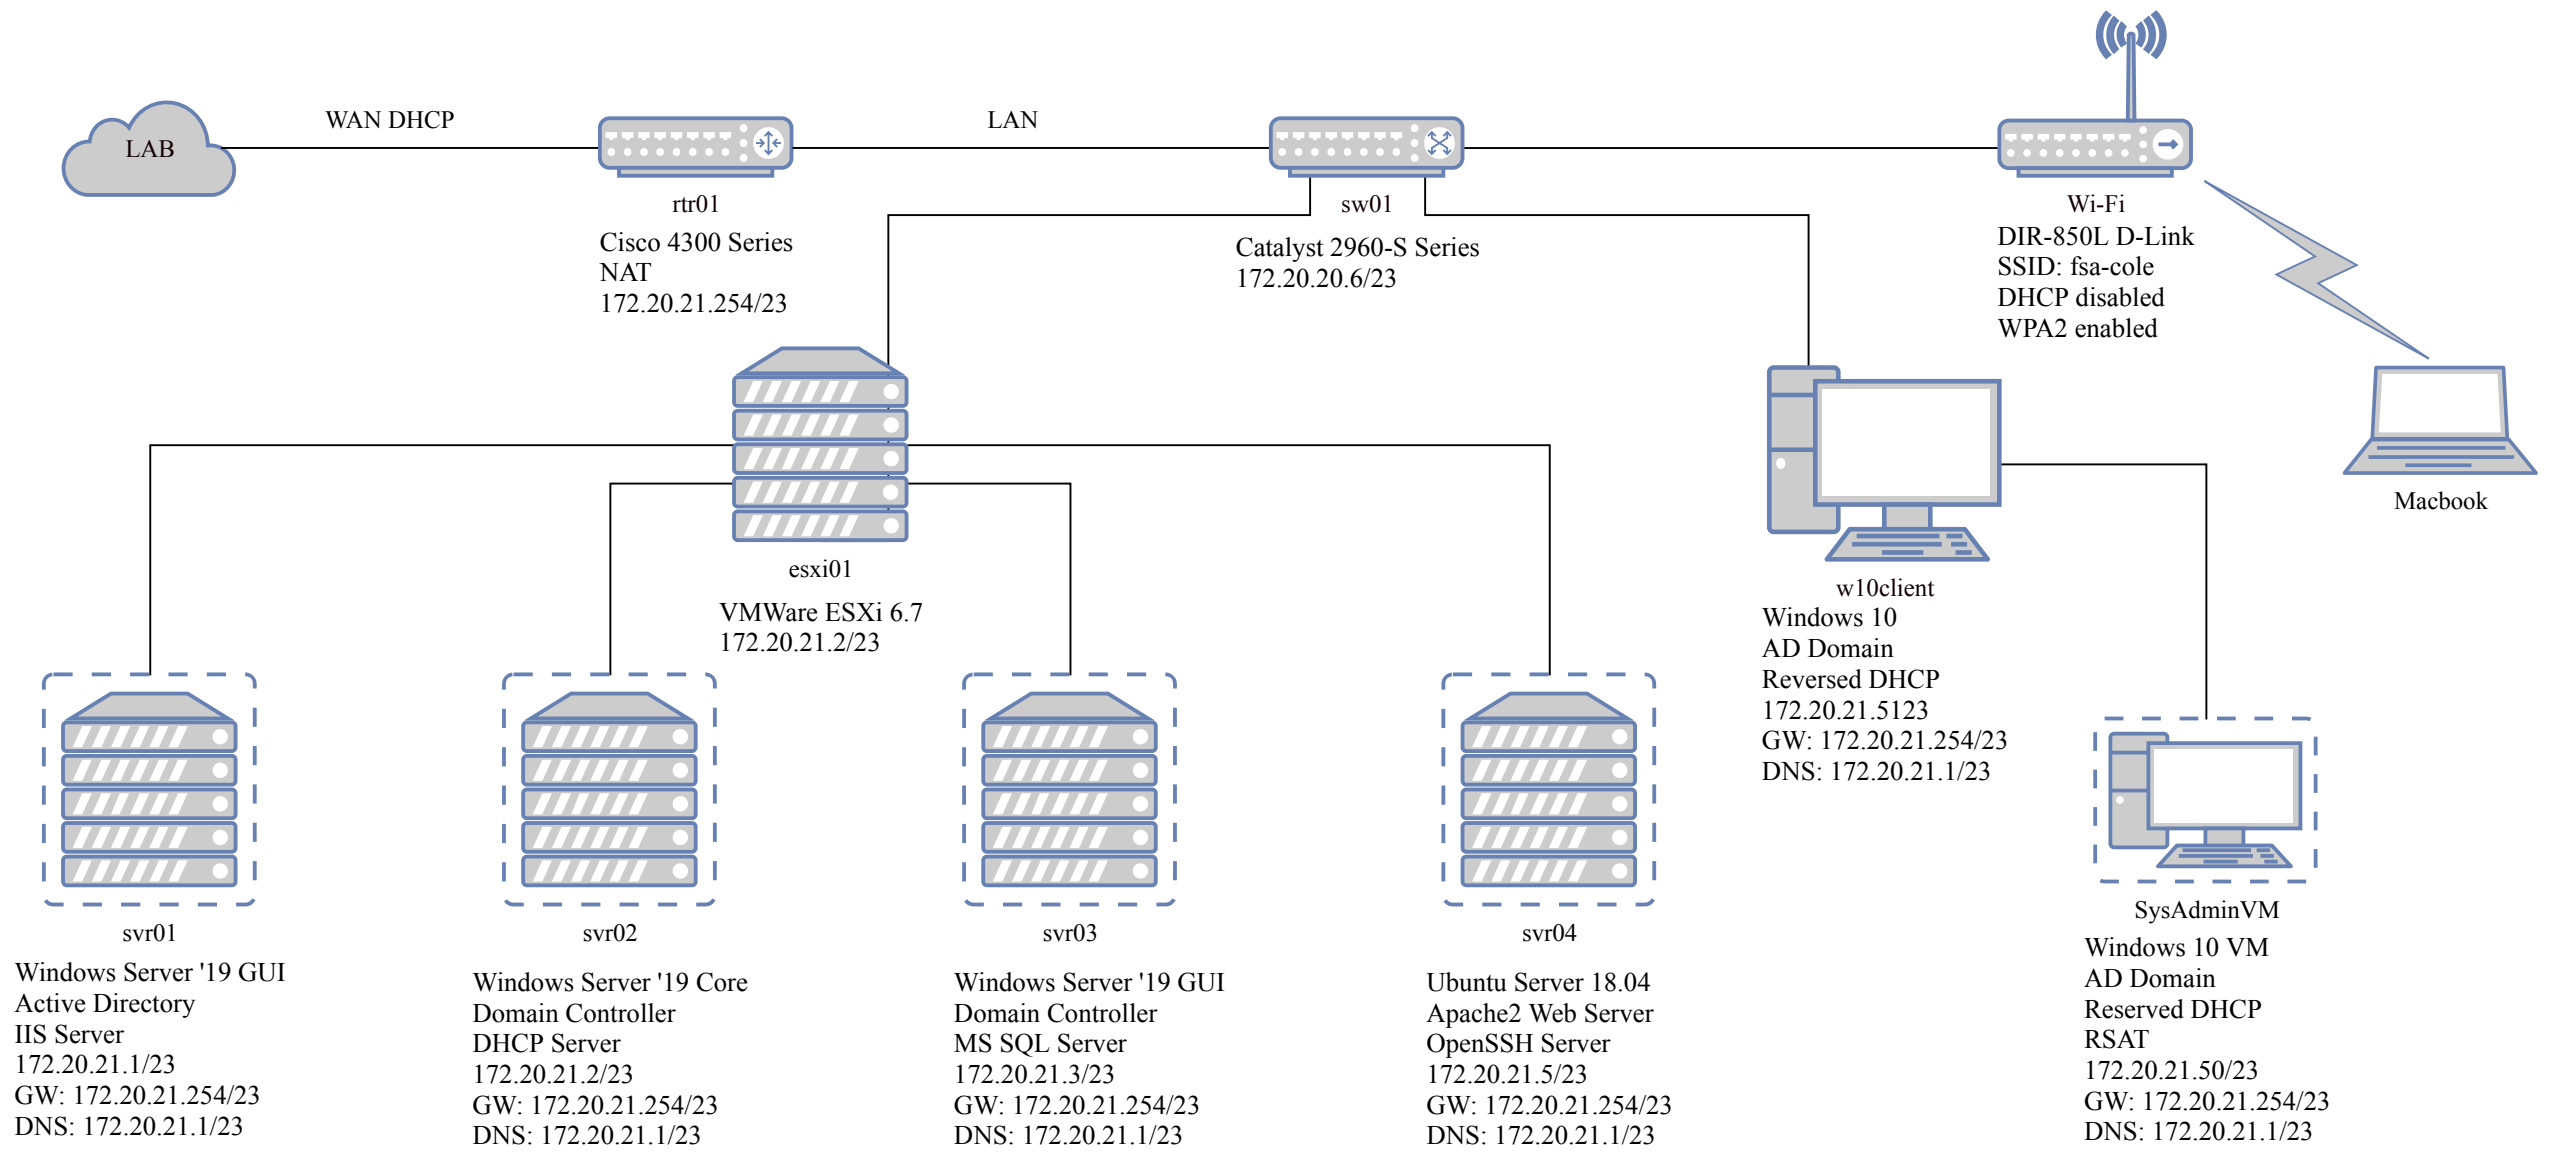 LAB
WAN DHCP
LAN
rtr01
Cisco 4300 Series
NAT
172.20.21.254/23
sw01
Catalyst 2960-S Series
172.20.20.6/23
Wi-Fi
DIR-850L D-Link
SSID: fsa-cole
DHCP disabled
WPA2 enabled
Macbook
esxi01
VMWare ESXi 6.7
172.20.21.2/23
w10client
Windows 10
AD Domain
Reversed DHCP
172.20.21.5123
GW: 172.20.21.254/23
DNS: 172.20.21.1/23
svr01
Windows Server '19 GUI
Active Directory
IIS Server
172.20.21.1/23
GW: 172.20.21.254/23
DNS: 172.20.21.1/23
svr02
Windows Server '19 Core
Domain Controller
DHCP Server
172.20.21.2/23
GW: 172.20.21.254/23
DNS: 172.20.21.1/23
svr03
Windows Server '19 GUI
Domain Controller
MS SQL Server
172.20.21.3/23
GW: 172.20.21.254/23
DNS: 172.20.21.1/23
svr04
Ubuntu Server 18.04
Apache2 Web Server
OpenSSH Server
172.20.21.5/23
GW: 172.20.21.254/23
DNS: 172.20.21.1/23
SysAdminVM
Windows 10 VM
AD Domain
Reserved DHCP
RSAT
172.20.21.50/23
GW: 172.20.21.254/23
DNS: 172.20.21.1/23